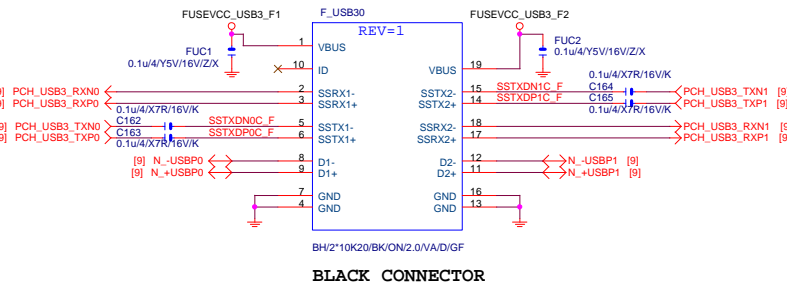 FUSEVCC_USB3_F1 F_USB30 FUSEVCC_USB3_F2
REV=1
FUC1
0.1u/4/Y5V/16V/Z/X
FUC2
0.1u/4/Y5V/16V/Z/X
1 VBUS
10 ID
VBUS 19
0.1u/4/X7R/16V/K
PCH_USB3_RXN0 2 SSRX1- SSTX2- 15 SSTXDN1C_F C164 PCH_USB3_TXN1 [9]
PCH_USB3_RXP0 3 SSRX1+ SSTX2+ 14 SSTXDP1C_F C165 PCH_USB3_TXP1 [9]
0.1u/4/X7R/16V/K 0.1u/4/X7R/16V/K
PCH_USB3_TXN0 C162 SSTXDN0C_F 5 SSTX1- SSRX2- 18 PCH_USB3_RXN1 [9]
PCH_USB3_TXP0 C163 SSTXDP0C_F 6 SSTX1+ SSRX2+ 17 PCH_USB3_RXP1 [9]
0.1u/4/X7R/16V/K
[9] N_-USBP0 8 D1- D2- 12 N_-USBP1 [9]
[9] N_+USBP0 9 D1+ D2+ 11 N_+USBP1 [9]
7 GND GND 16
4 GND GND 13
BH/2*10K20/BK/ON/2.0/VA/D/GF
BLACK CONNECTOR